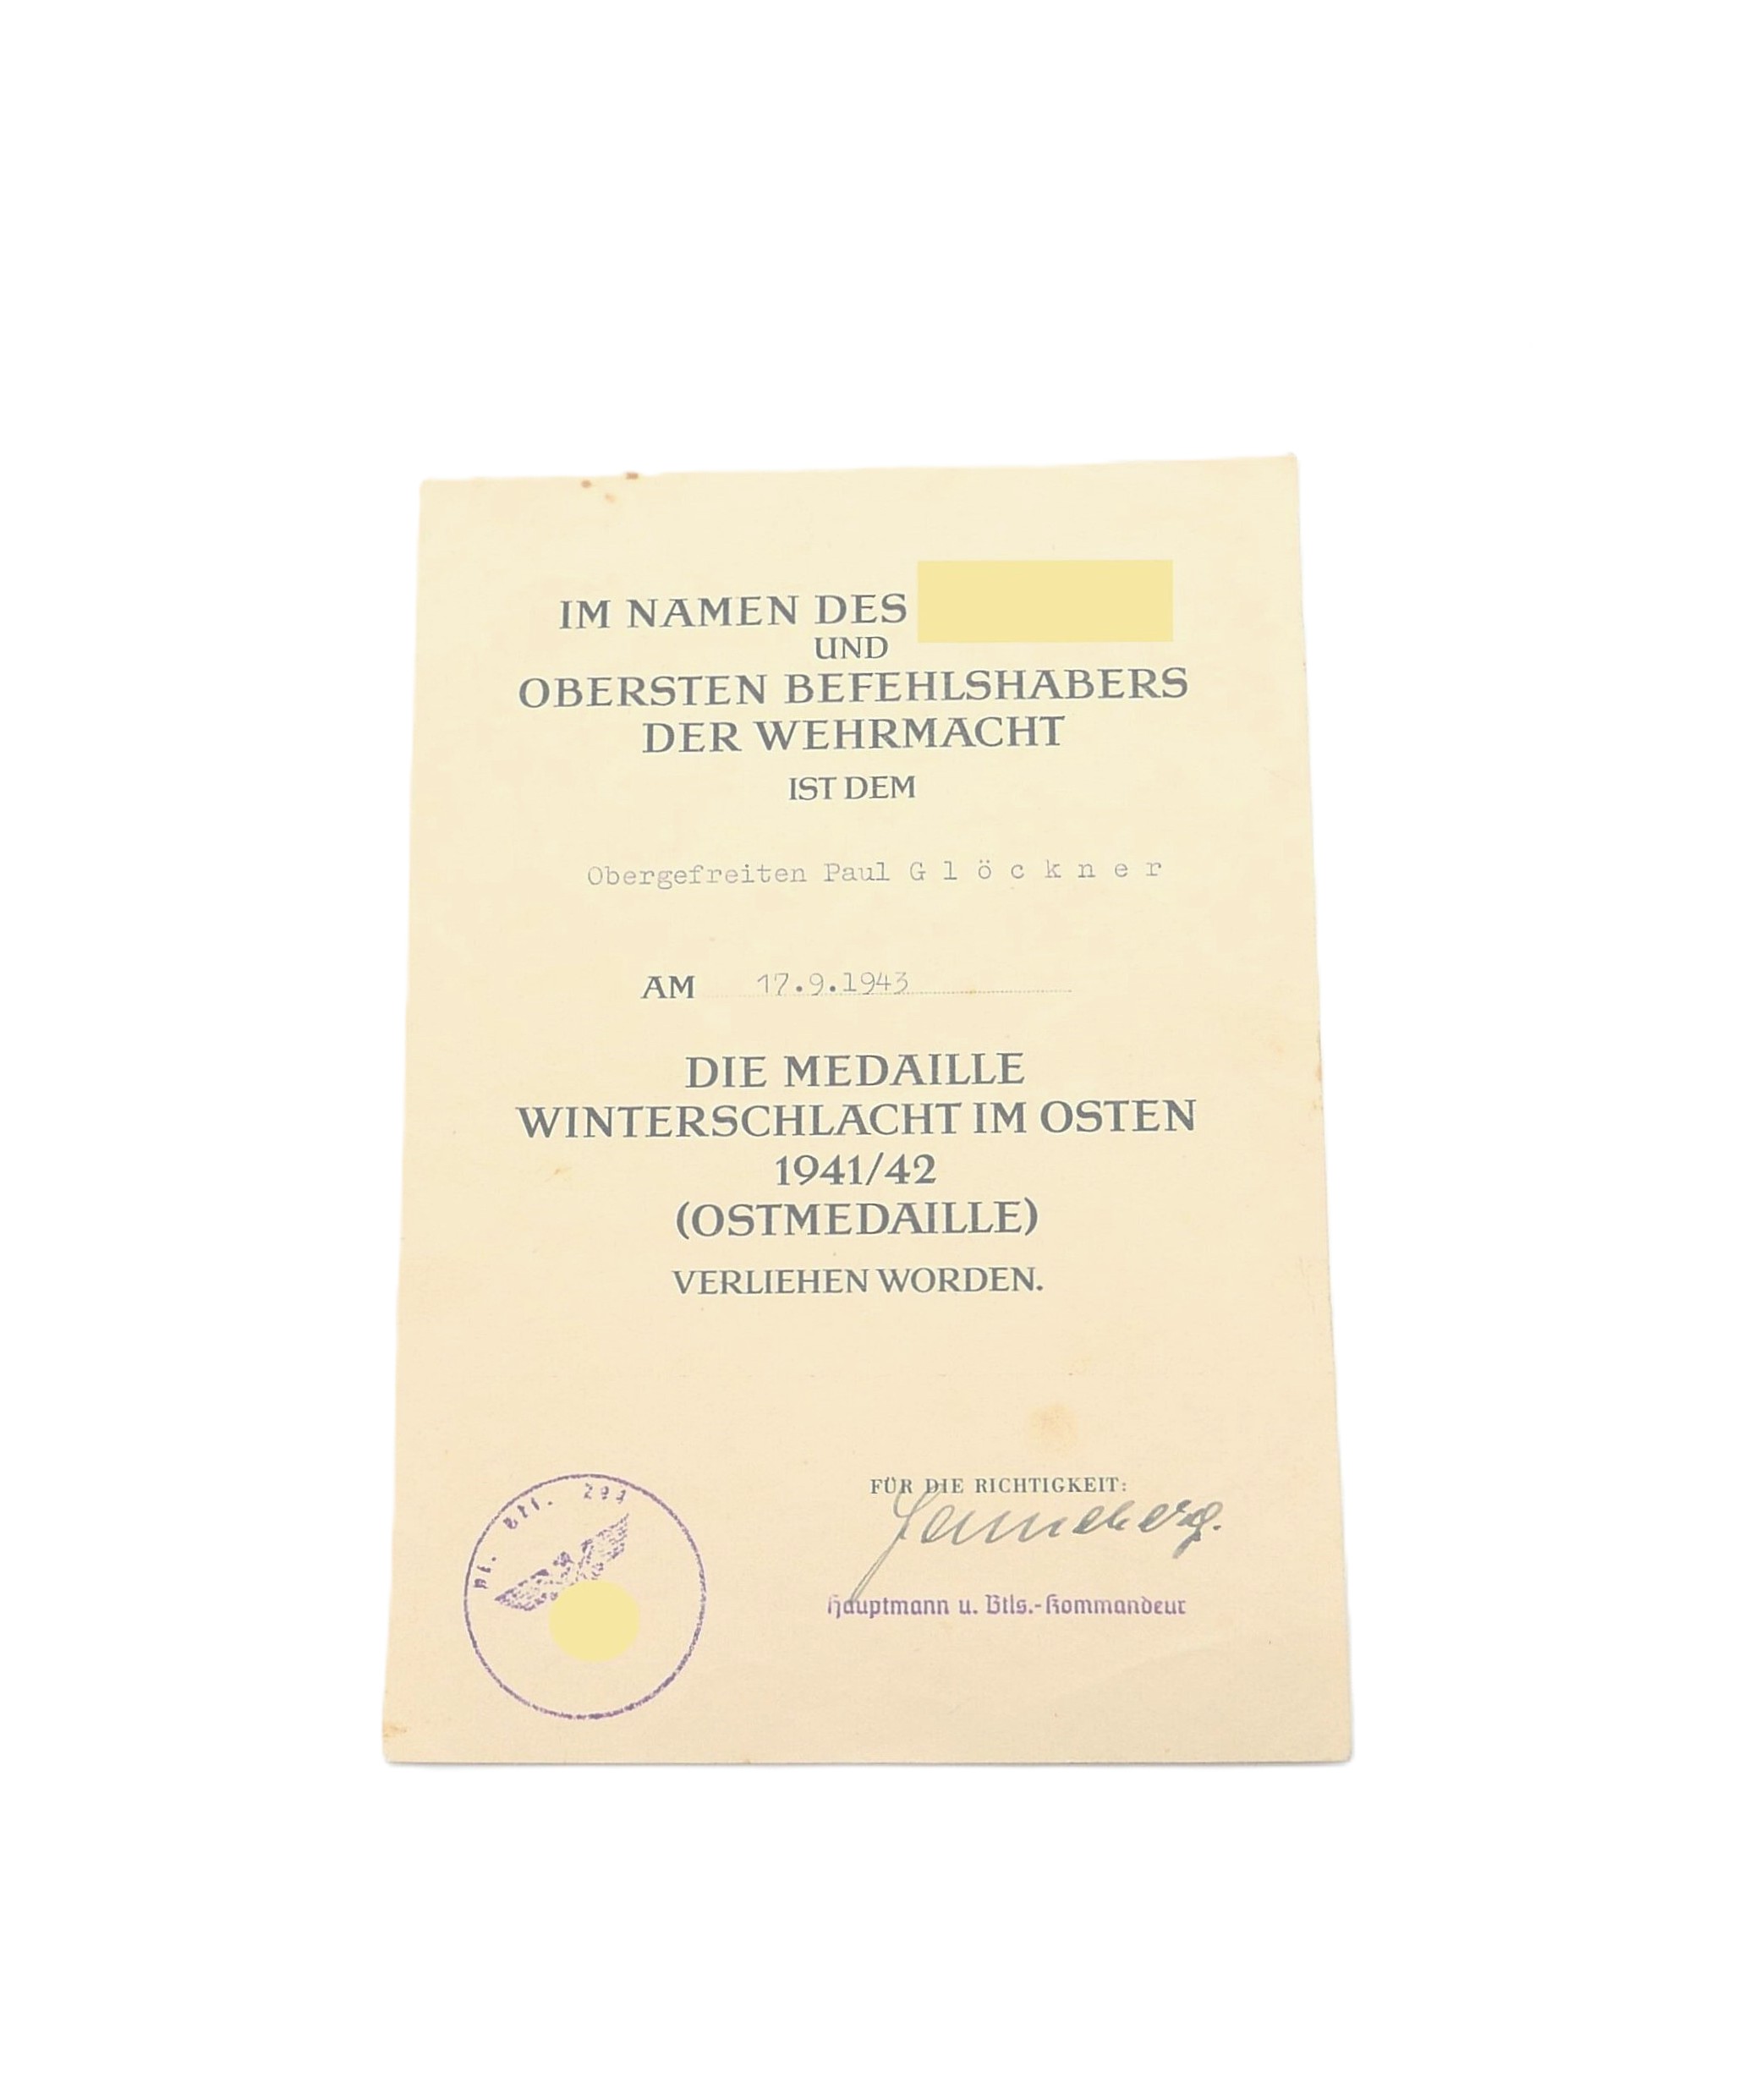 IM NAMEN DES
UND
OBERSTEN BEFEHLSHABERS
DER WEHRMACHT
IST DEM
Obergefreiten Paul G l ö c k n e r
AM 17.9.1943
DIE MEDAILLE
WINTERSCHLACHT IM OSTEN
1941/42
(OSTMEDAILLE)
VERLIEHEN WORDEN.
FÜR DIE RICHTIGKEIT:
Hauptmann u. Btls.-Kommandeur